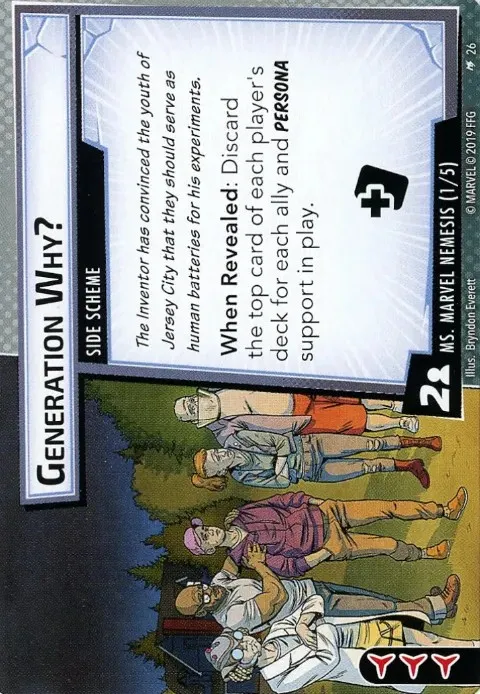 GENERATION WHY?
SIDE SCHEME
The Inventor has convinced the youth of
Jersey City that they should serve as
human batteries for his experiments.
When Revealed: Discard
the top card of each player's
deck for each ally and PERSONA
support in play.
2
MS. MARVEL NEMESIS (1/5)
Illus. Bryndon Everett
© MARVEL © 2019 FFG
26